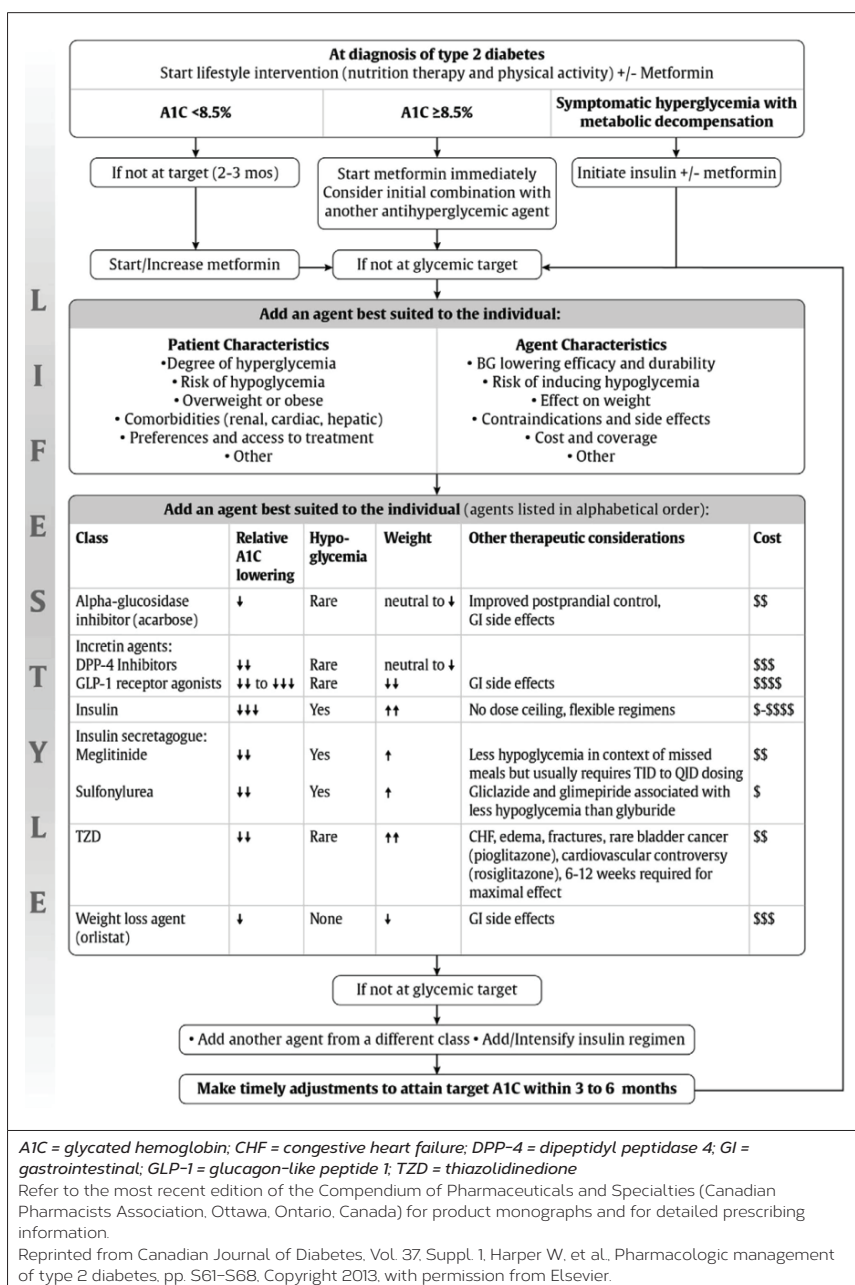 At diagnosis of type 2 diabetes
Start lifestyle intervention (nutrition therapy and physical activity) +/- Metformin
A1C <8.5%
A1C ≥8.5%
Symptomatic hyperglycemia with
metabolic decompensation
If not at target (2-3 mos)
Start metformin immediately
Consider initial combination with
another antihyperglycemic agent
Initiate insulin +/- metformin
Start/Increase metformin
If not at glycemic target
LIFESTYLE
Add an agent best suited to the individual:
Patient Characteristics
•Degree of hyperglycemia
• Risk of hypoglycemia
• Overweight or obese
• Comorbidities (renal, cardiac, hepatic)
• Preferences and access to treatment
• Other
Agent Characteristics
• BG lowering efficacy and durability
• Risk of inducing hypoglycemia
• Effect on weight
• Contraindications and side effects
• Cost and coverage
• Other
Add an agent best suited to the individual (agents listed in alphabetical order):
Class Relative Hypo- Weight Other therapeutic considerations Cost
A1C glycemia
lowering
Alpha-glucosidase ↓ Rare neutral to ↓ Improved postprandial control, $$
inhibitor (acarbose) GI side effects
Incretin agents:
DPP-4 Inhibitors ↓↓ Rare neutral to ↓ $$$
GLP-1 receptor agonists ↓↓ to ↓↓↓ Rare ↓↓ GI side effects $$$$
Insulin ↓↓↓ Yes ↑↑ No dose ceiling, flexible regimens $-$$$$
Insulin secretagogue:
Meglitinide ↓↓ Yes ↑ Less hypoglycemia in context of missed $$
meals but usually requires TID to QID dosing
Sulfonylurea ↓↓ Yes ↑ Gliclazide and glimepiride associated with $
less hypoglycemia than glyburide
TZD ↓↓ Rare ↑↑ CHF, edema, fractures, rare bladder cancer $$
(pioglitazone), cardiovascular controversy
(rosiglitazone), 6-12 weeks required for
maximal effect
Weight loss agent ↓ None ↓ GI side effects $$$
(orlistat)
If not at glycemic target
• Add another agent from a different class • Add/Intensify insulin regimen
Make timely adjustments to attain target A1C within 3 to 6 months
A1C = glycated hemoglobin; CHF = congestive heart failure; DPP-4 = dipeptidyl peptidase 4; GI =
gastrointestinal; GLP-1 = glucagon-like peptide 1; TZD = thiazolidinedione
Refer to the most recent edition of the Compendium of Pharmaceuticals and Specialties (Canadian
Pharmacists Association, Ottawa, Ontario, Canada) for product monographs and for detailed prescribing
information.
Reprinted from Canadian Journal of Diabetes, Vol. 37, Suppl. 1, Harper W, et al., Pharmacologic management
of type 2 diabetes, pp. S61–S68, Copyright 2013, with permission from Elsevier.